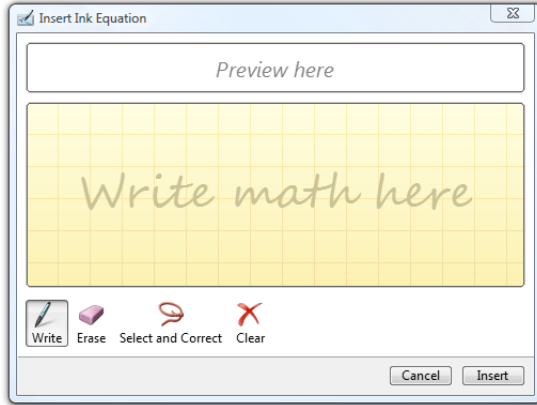 Insert Ink Equation
Preview here
Write math here
Write Erase Select and Correct Clear
Cancel Insert